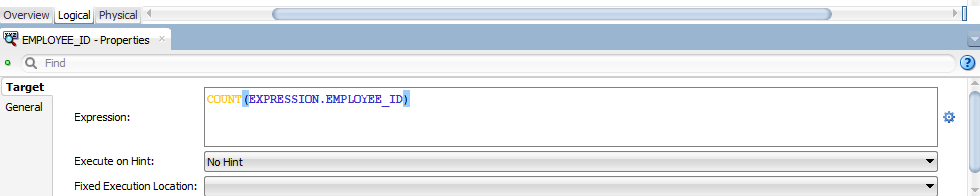 Overview Logical Physical
EMPLOYEE_ID - Properties
Find
Target
General
Expression:
COUNT(EXPRESSION.EMPLOYEE_ID)
Execute on Hint:
No Hint
Fixed Execution Location: